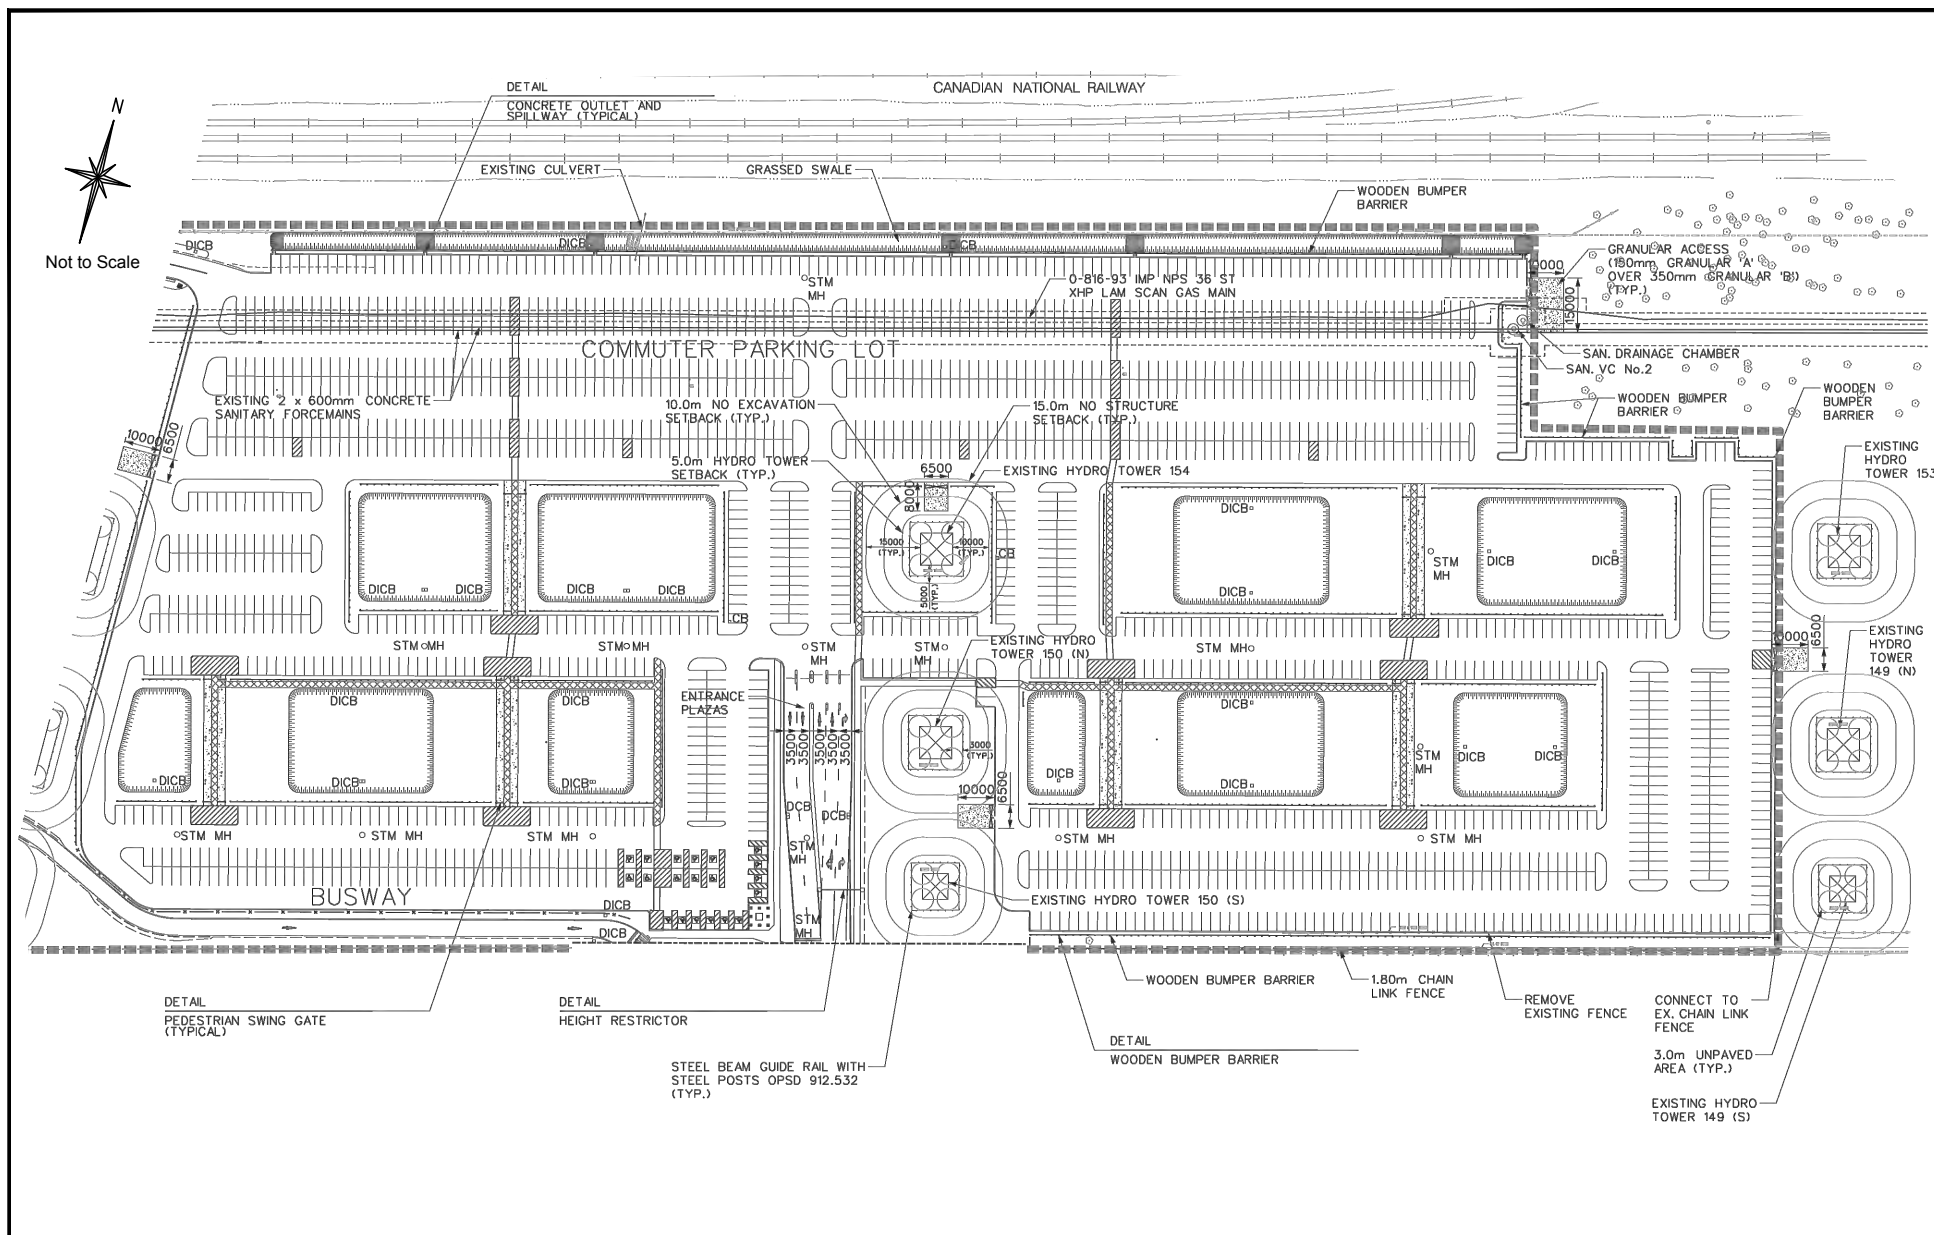 CANADIAN NATIONAL RAILWAY
DETAIL
CONCRETE OUTLET AND
SPILLWAY (TYPICAL)
N
Not to Scale
EXISTING CULVERT
GRASSED SWALE
WOODEN BUMPER
BARRIER
DICB
DICB
DICB
GRANULAR ACCESS
(150mm GRANULAR 'A'
OVER 350mm GRANULAR 'B')
(TYP.)
10000
15000
STM
MH
0-816-93 IMP NPS 36 ST
XHP LAM SCAN GAS MAIN
COMMUTER PARKING LOT
SAN. DRAINAGE CHAMBER
SAN. VC No.2
EXISTING 2 x 600mm CONCRETE
SANITARY FORCEMAINS
10.0m NO EXCAVATION
SETBACK (TYP.)
15.0m NO STRUCTURE
SETBACK (TYP.)
WOODEN BUMPER
BARRIER
WOODEN
BUMPER
BARRIER
10000
6500
5.0m HYDRO TOWER
SETBACK (TYP.)
6500
8000
EXISTING HYDRO TOWER 154
EXISTING
HYDRO
TOWER 153
DICB
15000
(TYP.)
10000
(TYP.)
CB
5000
(TYP.)
STM
MH
DICB
DICB
DICB
DICB
DICB
DICB
DICB
CB
STM MH
STM MH
STM
MH
STM
MH
EXISTING HYDRO
TOWER 150 (N)
STM MH
10000
6500
EXISTING
HYDRO
TOWER
149 (N)
ENTRANCE
PLAZAS
DICB
DICB
DICB
3500
3500
3500
3500
3500
3000
(TYP.)
STM
MH
DICB
DICB
DICB
DICB
DICB
DICB
DICB
DICB
10000
6500
DCB
DCB
STM MH
STM MH
STM MH
STM
MH
STM MH
STM MH
BUSWAY
DICB
DICB
STM
MH
EXISTING HYDRO TOWER 150 (S)
DETAIL
PEDESTRIAN SWING GATE
(TYPICAL)
DETAIL
HEIGHT RESTRICTOR
WOODEN BUMPER BARRIER
1.80m CHAIN
LINK FENCE
REMOVE
EXISTING FENCE
CONNECT TO
EX. CHAIN LINK
FENCE
DETAIL
WOODEN BUMPER BARRIER
STEEL BEAM GUIDE RAIL WITH
STEEL POSTS OPSD 912.532
(TYP.)
3.0m UNPAVED
AREA (TYP.)
EXISTING HYDRO
TOWER 149 (S)